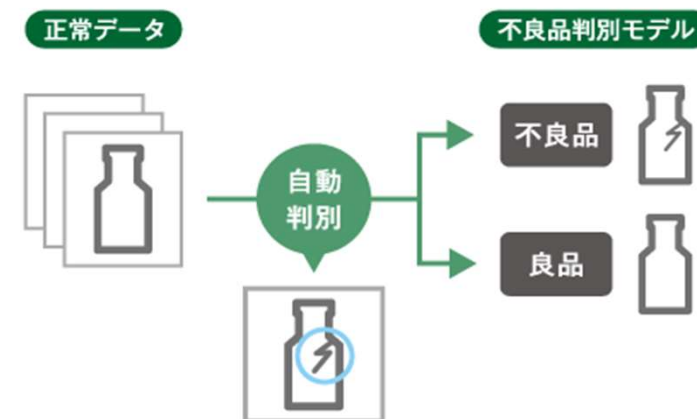 正常データ
不良品判別モデル
自動
判別
不良品
良品